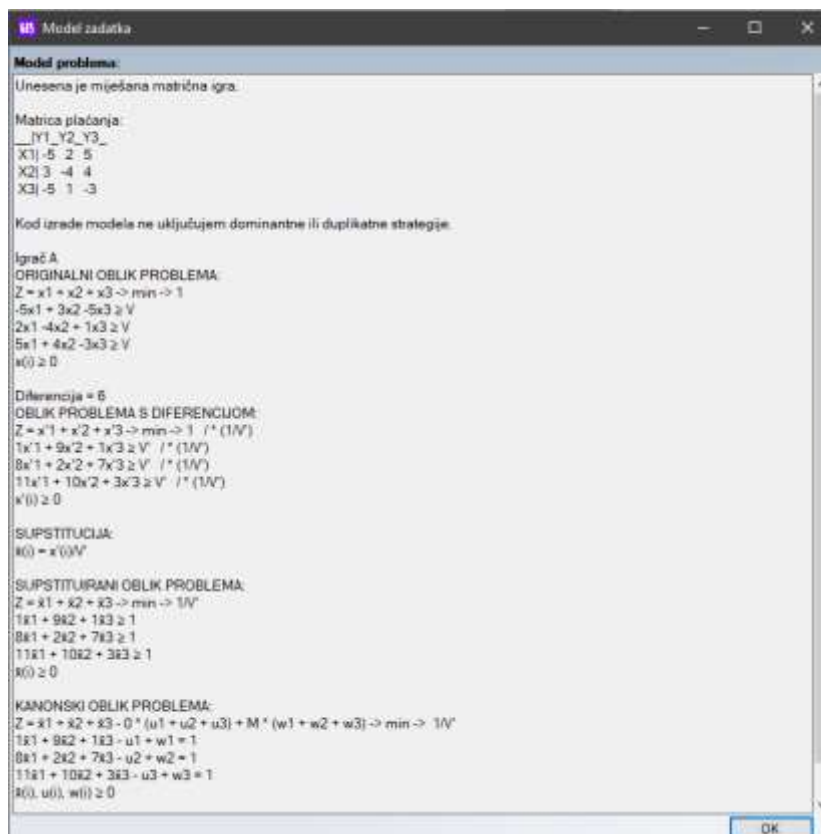 Model zadatka
Model problema:
Unesena je miješana matrična igra.
Matrica plaćanja:
__|Y1_Y2_Y3_
X1| -5 2 5
X2| 3 -4 4
X3| -5 1 -3
Kod izrade modela ne uključujem dominantne ili duplikatne strategije.
Igrač A
ORIGINALNI OBLIK PROBLEMA:
Z = x1 + x2 + x3 -> min -> 1
-5x1 + 3x2 -5x3 ≥ V
2x1 -4x2 + 1x3 ≥ V
5x1 + 4x2 -3x3 ≥ V
x(i) ≥ 0
Diferencija = 6
OBLIK PROBLEMA S DIFERENCIJOM:
Z = x'1 + x'2 + x'3 -> min -> 1 /* (1/V')
1x'1 + 9x'2 + 1x'3 ≥ V' /* (1/V')
8x'1 + 2x'2 + 7x'3 ≥ V' /* (1/V')
11x'1 + 10x'2 + 3x'3 ≥ V' /* (1/V')
x'(i) ≥ 0
SUPSTITUCIJA:
x̄(i) = x'(i)/V'
SUPSTITUIRANI OBLIK PROBLEMA:
Z = x̄1 + x̄2 + x̄3 -> min -> 1/V'
1x̄1 + 9x̄2 + 1x̄3 ≥ 1
8x̄1 + 2x̄2 + 7x̄3 ≥ 1
11x̄1 + 10x̄2 + 3x̄3 ≥ 1
x̄(i) ≥ 0
KANONSKI OBLIK PROBLEMA:
Z = x̄1 + x̄2 + x̄3 - 0 * (u1 + u2 + u3) + M * (w1 + w2 + w3) -> min -> 1/V'
1x̄1 + 9x̄2 + 1x̄3 - u1 + w1 = 1
8x̄1 + 2x̄2 + 7x̄3 - u2 + w2 = 1
11x̄1 + 10x̄2 + 3x̄3 - u3 + w3 = 1
x̄(i), u(i), w(i) ≥ 0
OK